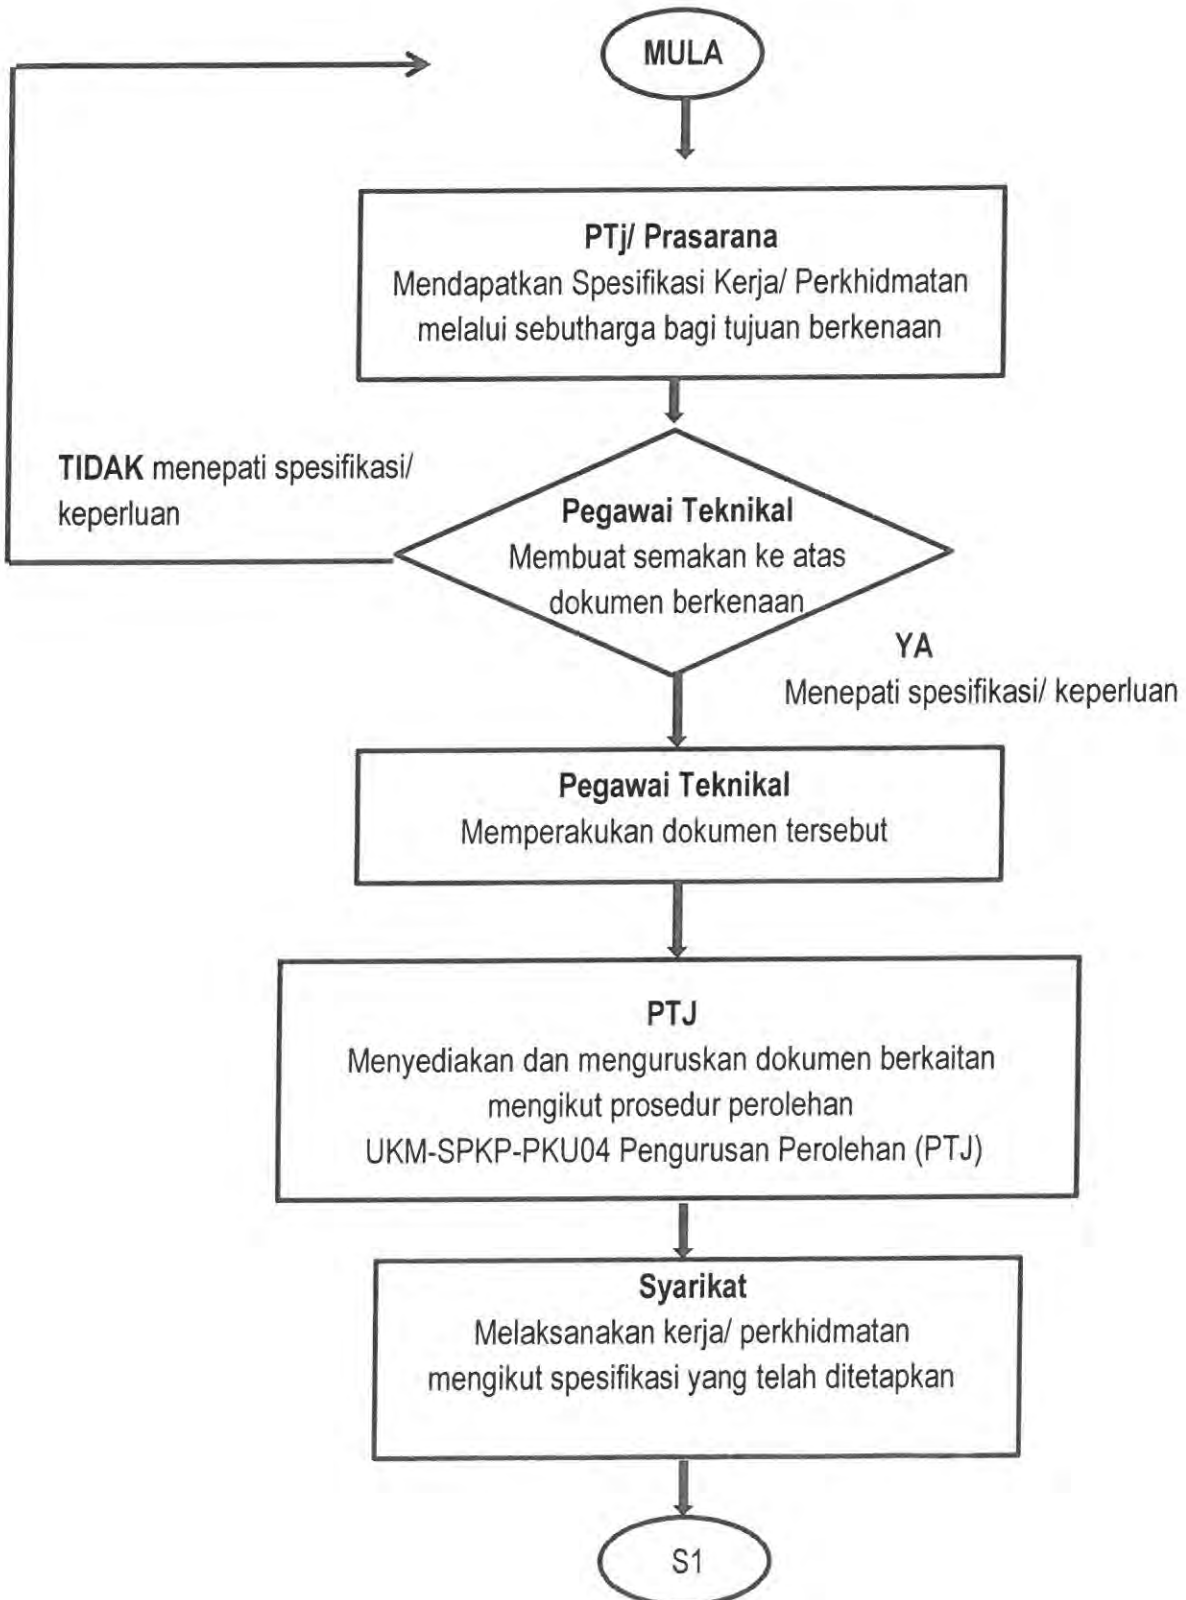 MULA
PTj/ Prasarana
Mendapatkan Spesifikasi Kerja/ Perkhidmatan
melalui sebutharga bagi tujuan berkenaan
TIDAK menepati spesifikasi/
keperluan
Pegawai Teknikal
Membuat semakan ke atas
dokumen berkenaan
YA
Menepati spesifikasi/ keperluan
Pegawai Teknikal
Memperakukan dokumen tersebut
PTJ
Menyediakan dan menguruskan dokumen berkaitan
mengikut prosedur perolehan
UKM-SPKP-PKU04 Pengurusan Perolehan (PTJ)
Syarikat
Melaksanakan kerja/ perkhidmatan
mengikut spesifikasi yang telah ditetapkan
S1